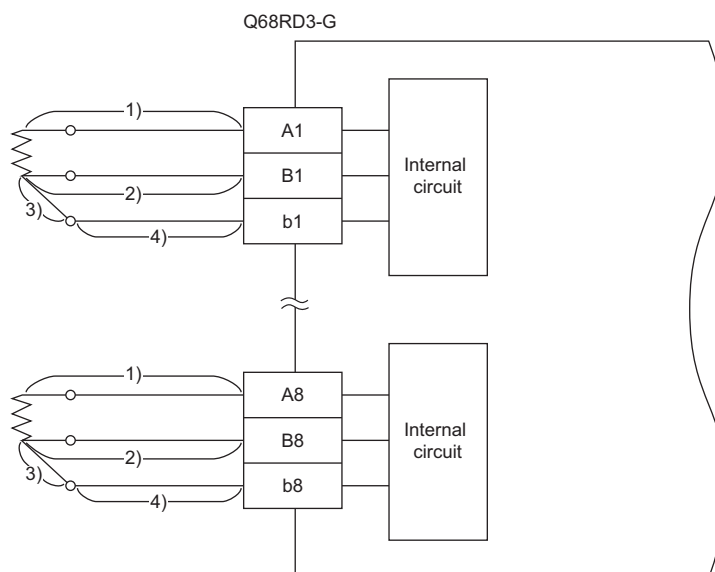 Q68RD3-G
1)
A1
B1
b1
2)
3)
4)
Internal
circuit
1)
A8
B8
b8
2)
3)
4)
Internal
circuit